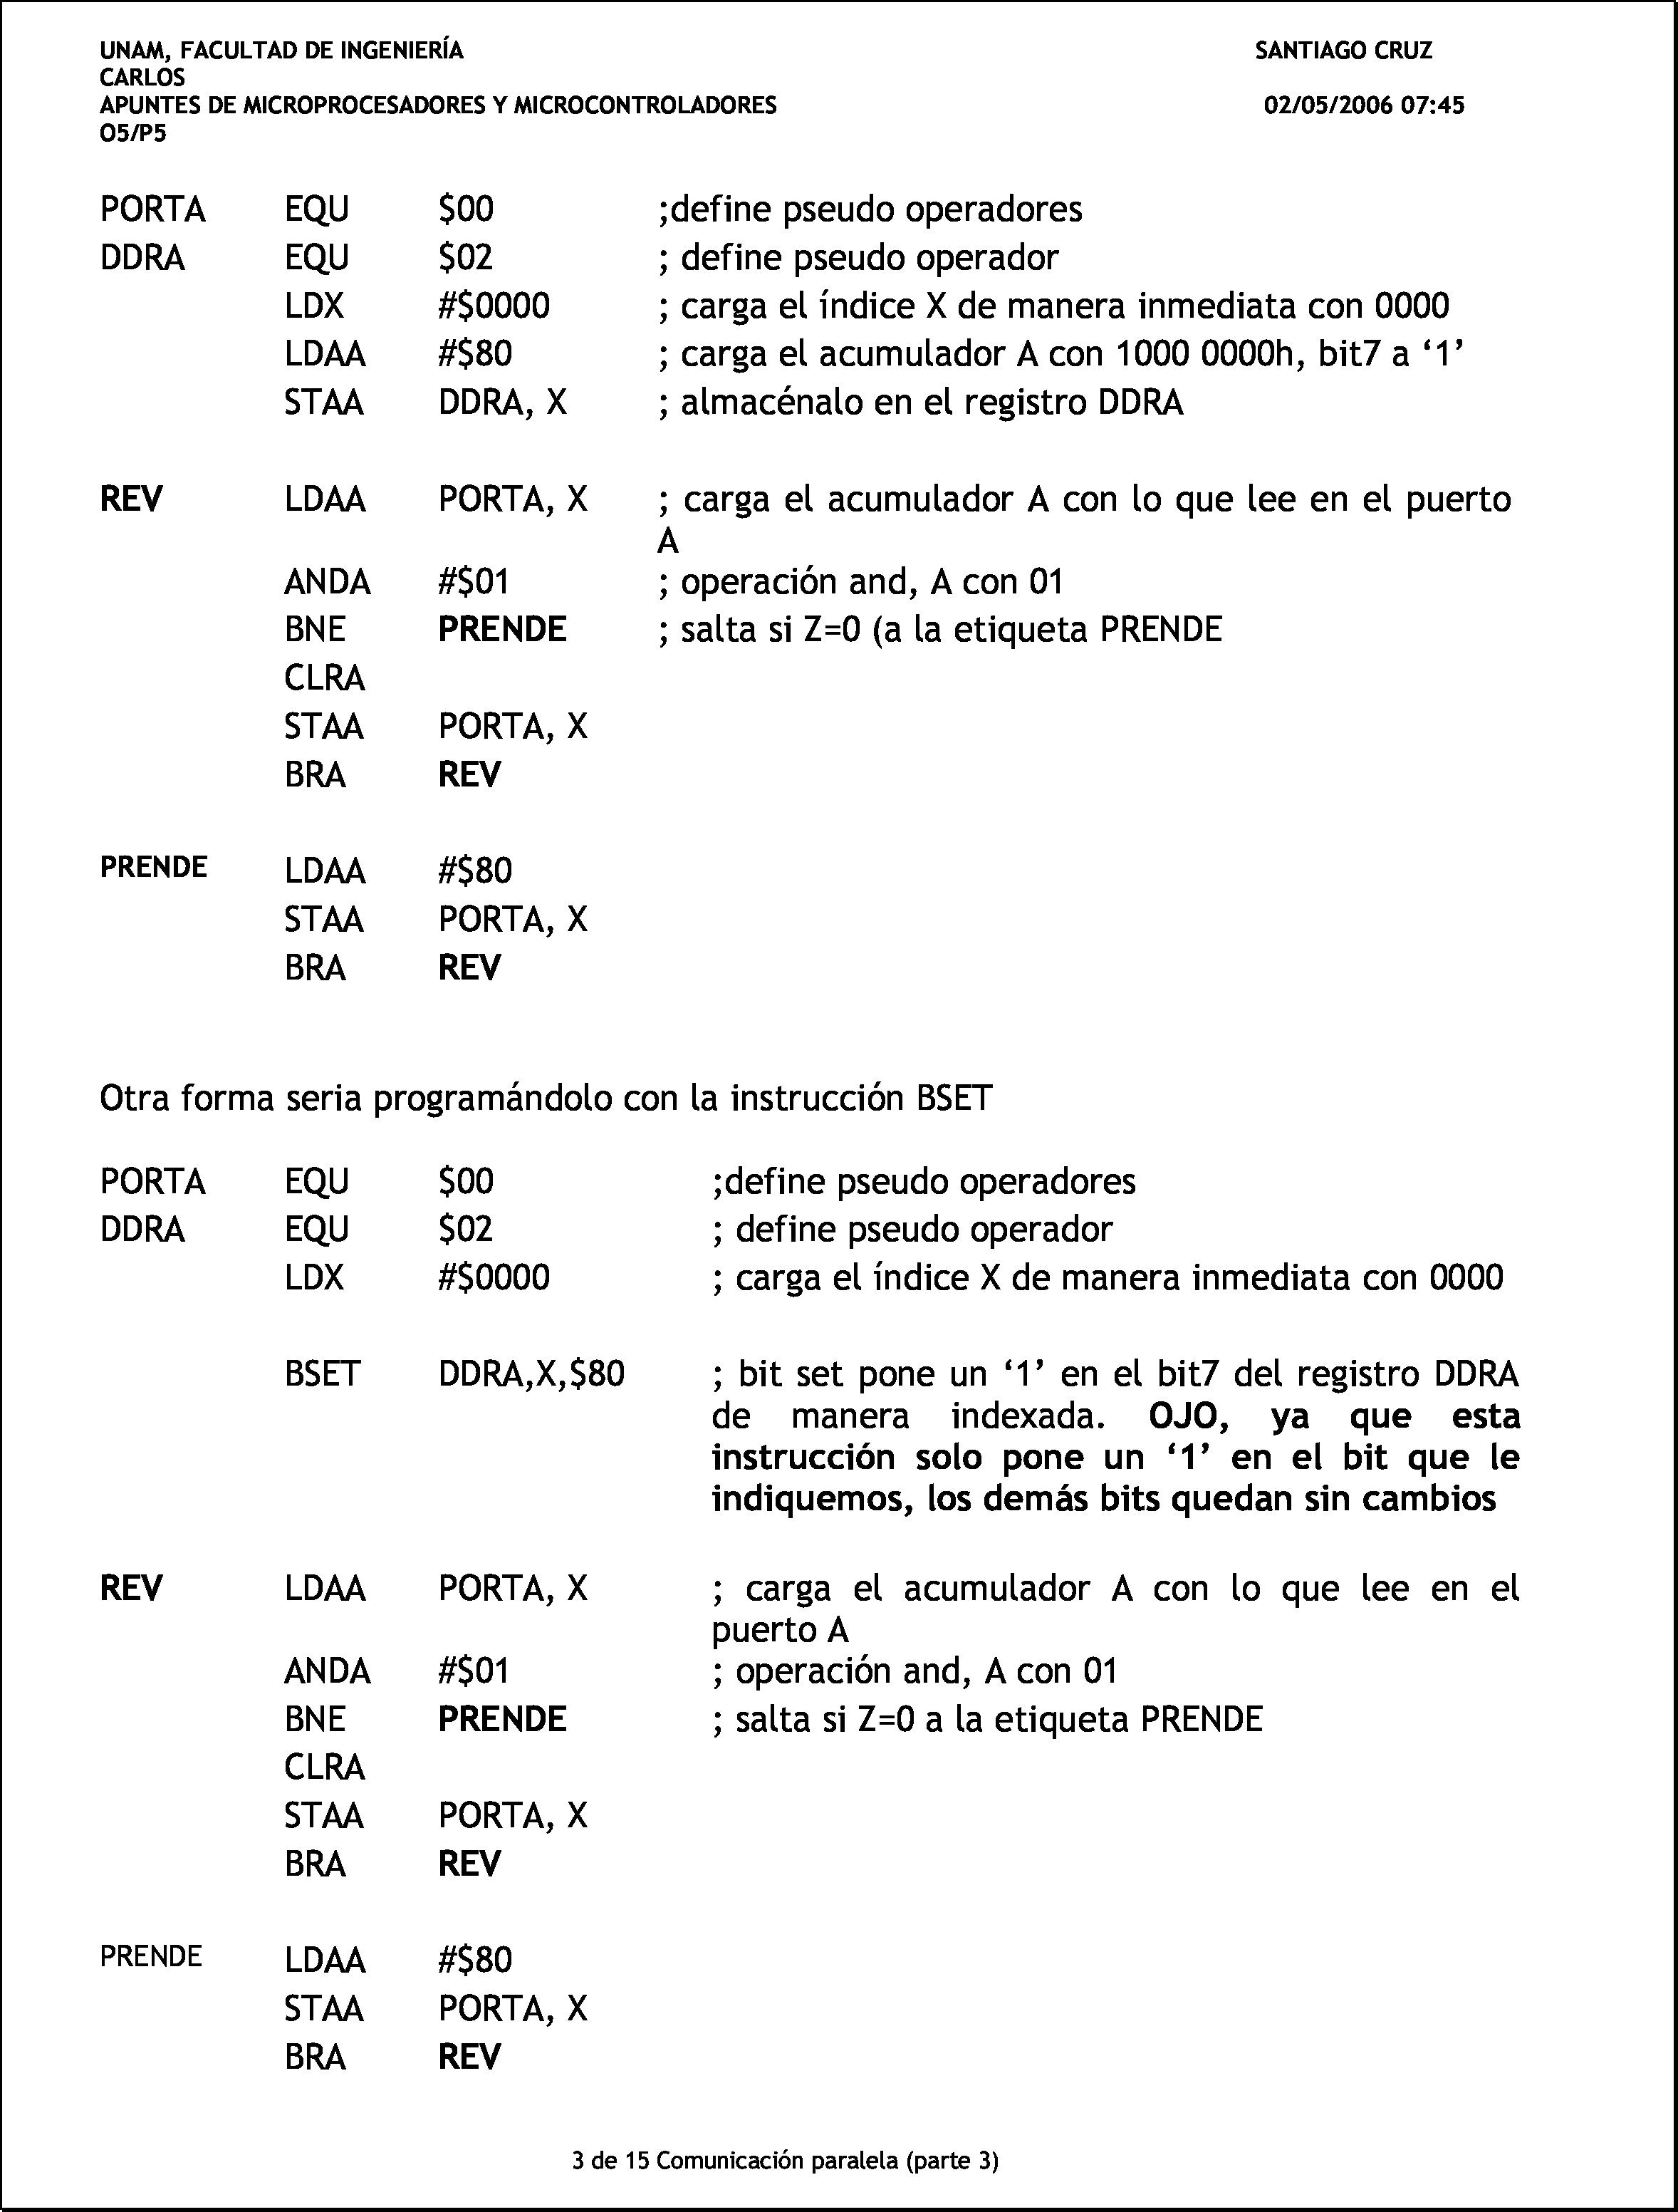 UNAM, FACULTAD DE INGENIERÍA SANTIAGO CRUZ
CARLOS
APUNTES DE MICROPROCESADORES Y MICROCONTROLADORES 02/05/2006 07:45
O5/P5
PORTA EQU $00 ;define pseudo operadores
DDRA EQU $02 ; define pseudo operador
LDX #$0000 ; carga el índice X de manera inmediata con 0000
LDAA #$80 ; carga el acumulador A con 1000 0000h, bit7 a ‘1’
STAA DDRA, X ; almacénalo en el registro DDRA
REV LDAA PORTA, X ; carga el acumulador A con lo que lee en el puerto
A
ANDA #$01 ; operación and, A con 01
BNE PRENDE ; salta si Z=0 (a la etiqueta PRENDE
CLRA
STAA PORTA, X
BRA REV
PRENDE LDAA #$80
STAA PORTA, X
BRA REV
Otra forma seria programándolo con la instrucción BSET
PORTA EQU $00 ;define pseudo operadores
DDRA EQU $02 ; define pseudo operador
LDX #$0000 ; carga el índice X de manera inmediata con 0000
BSET DDRA,X,$80 ; bit set pone un ‘1’ en el bit7 del registro DDRA
de manera indexada. OJO, ya que esta
instrucción solo pone un ‘1’ en el bit que le
indiquemos, los demás bits quedan sin cambios
REV LDAA PORTA, X ; carga el acumulador A con lo que lee en el
puerto A
ANDA #$01 ; operación and, A con 01
BNE PRENDE ; salta si Z=0 a la etiqueta PRENDE
CLRA
STAA PORTA, X
BRA REV
PRENDE LDAA #$80
STAA PORTA, X
BRA REV
3 de 15 Comunicación paralela (parte 3)